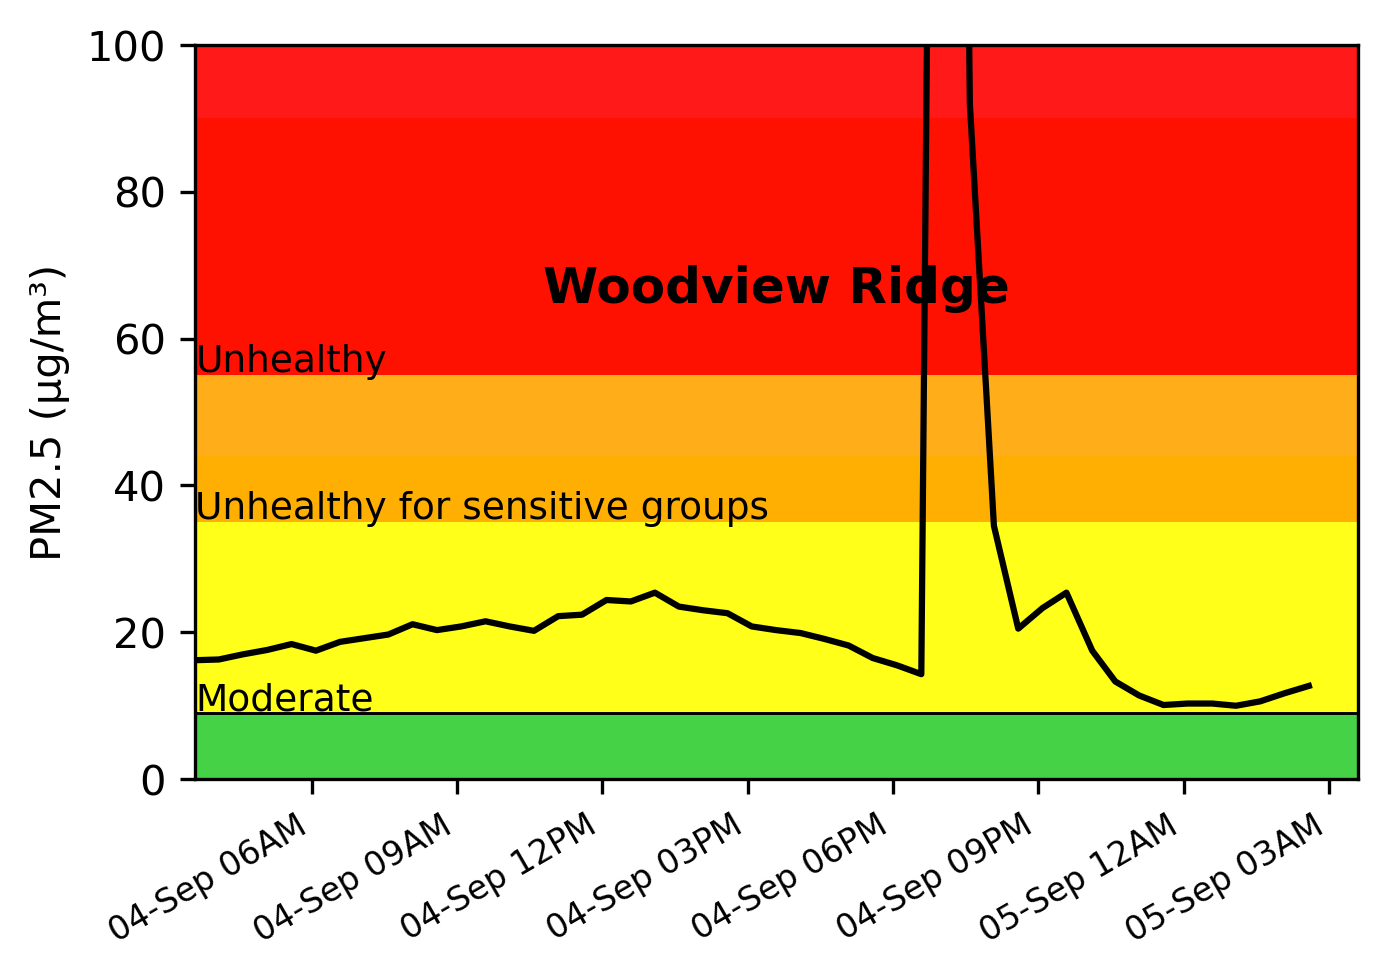 100
80
60
40
20
0
PM2.5 (µg/m³)
Woodview Ridge
Unhealthy
Unhealthy for sensitive groups
Moderate
04-Sep 06AM
04-Sep 09AM
04-Sep 12PM
04-Sep 03PM
04-Sep 06PM
04-Sep 09PM
05-Sep 12AM
05-Sep 03AM